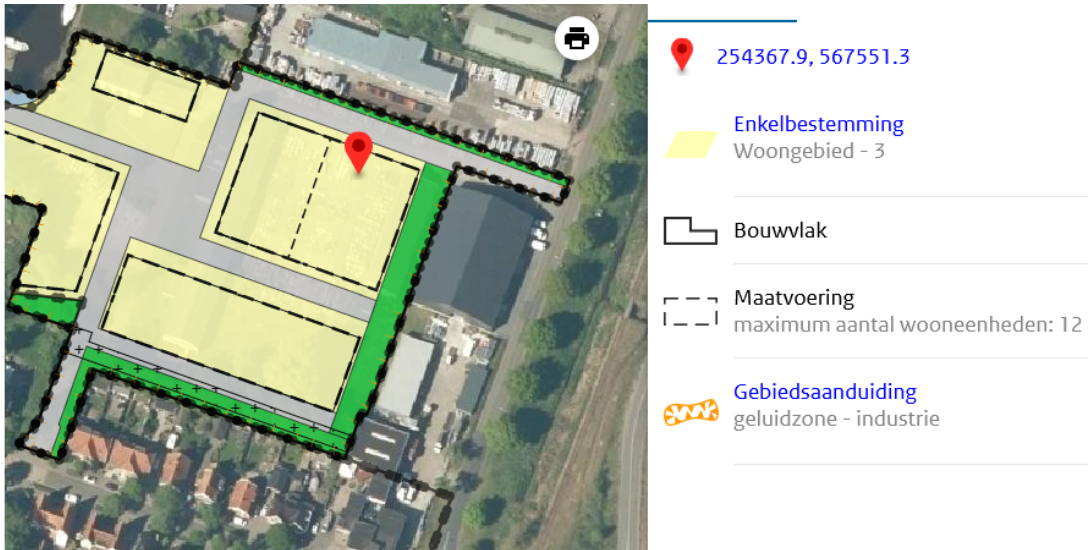 254367.9, 567551.3
Enkelbestemming
Woongebied - 3
Bouwvlak
Maatvoering
maximum aantal wooneenheden: 12
Gebiedsaanduiding
geluidzone - industrie